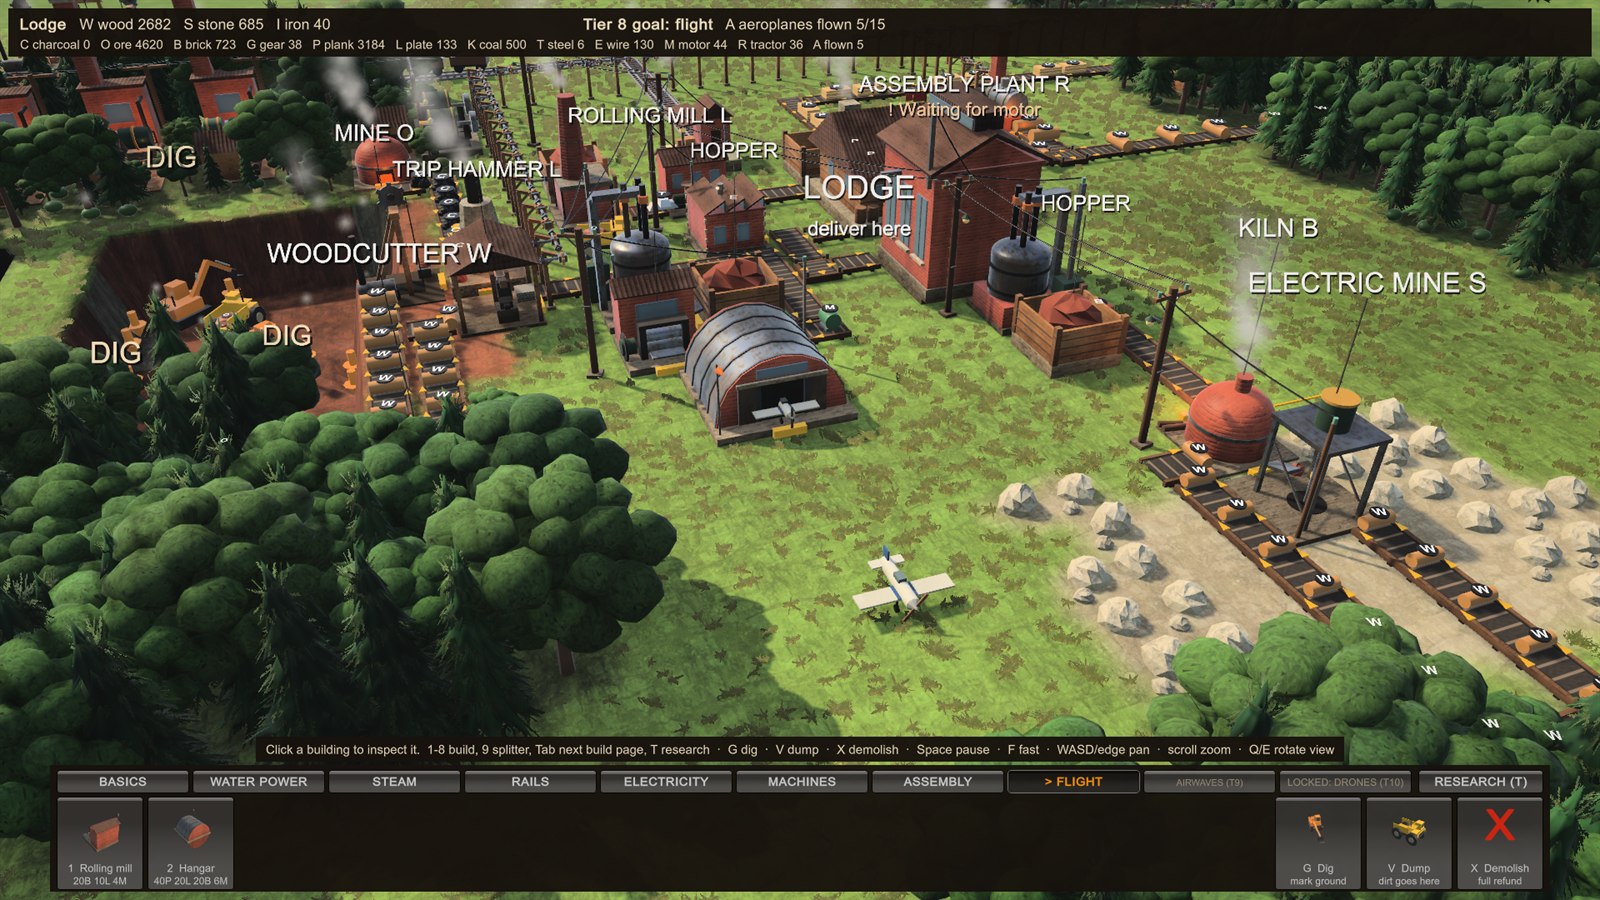 Lodge W wood 2682 S stone 685 I iron 40
Tier 8 goal: flight A aeroplanes flown 5/15
C charcoal 0 O ore 4620 B brick 723 G gear 38 P plank 3184 L plate 133 K coal 500 T steel 6 E wire 130 M motor 44 R tractor 36 A flown 5
ASSEMBLY PLANT R
! Waiting for motor
ROLLING MILL L
MINE O
HOPPER
DIG
TRIP HAMMER L
LODGE
deliver here
HOPPER
KILN B
WOODCUTTER W
ELECTRIC MINE S
DIG
DIG
Click a building to inspect it. 1-8 build, 9 splitter, Tab next build page, T research · G dig · V dump · X demolish · Space pause · F fast · WASD/edge pan · scroll zoom · Q/E rotate view
BASICS
WATER POWER
STEAM
RAILS
ELECTRICITY
MACHINES
ASSEMBLY
> FLIGHT
AIRWAVES (T9)
LOCKED: DRONES (T10)
RESEARCH (T)
1 Rolling mill
20B 10L 4M
2 Hangar
40P 20L 20B 6M
G Dig
mark ground
V Dump
dirt goes here
X Demolish
full refund